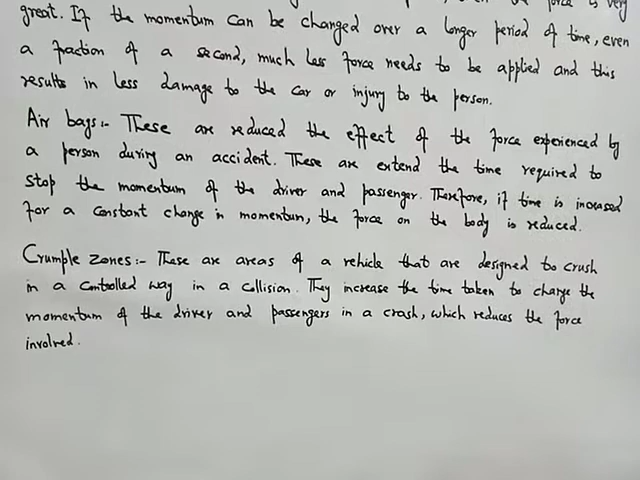 the force is very
great. If the momentum can be changed over a longer period of time, even
a fraction of a second, much less force needs to be applied and this
results in less damage to the car or injury to the person.
Air bags:- These are reduced the effect of the force experienced by
a person during an accident. These are extend the time required to
stop the momentum of the driver and passenger. Therefore, if time is increased
for a constant change in momentum, the force on the body is reduced.
Crumple zones:- These are areas of a vehicle that are designed to crush
in a controlled way in a collision. They increase the time taken to change the
momentum of the driver and passengers in a crash, which reduces the force
involved.